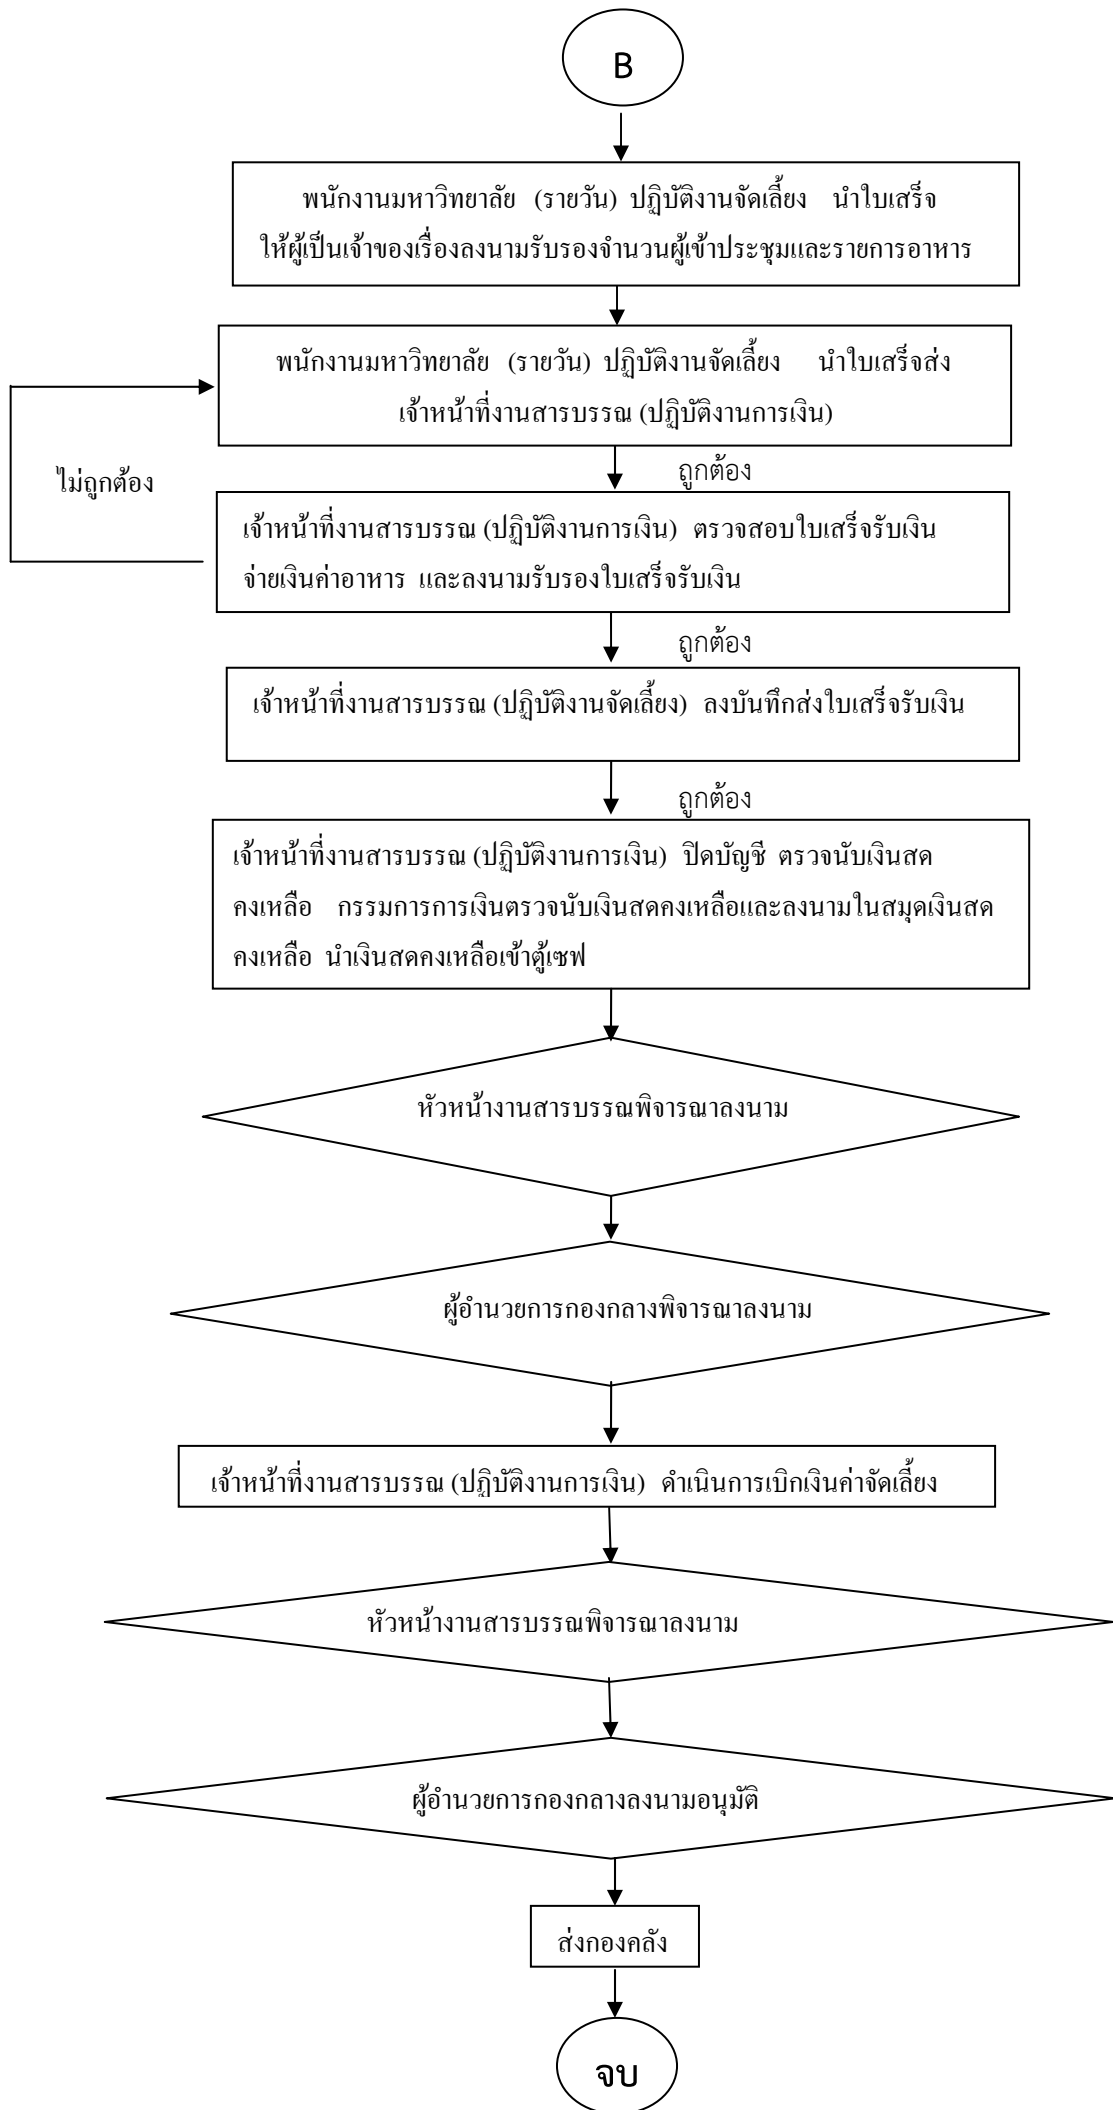 B
พนักงานมหาวิทยาลัย (รายวัน) ปฏิบัติงานจัดเลี้ยง นำใบเสร็จ
ให้ผู้เป็นเจ้าของเรื่องลงนามรับรองจำนวนผู้เข้าประชุมและรายการอาหาร
พนักงานมหาวิทยาลัย (รายวัน) ปฏิบัติงานจัดเลี้ยง นำใบเสร็จส่ง
เจ้าหน้าที่งานสารบรรณ (ปฏิบัติงานการเงิน)
ถูกต้อง
ไม่ถูกต้อง
เจ้าหน้าที่งานสารบรรณ (ปฏิบัติงานการเงิน) ตรวจสอบใบเสร็จรับเงิน
จ่ายเงินค่าอาหาร และลงนามรับรองใบเสร็จรับเงิน
ถูกต้อง
เจ้าหน้าที่งานสารบรรณ (ปฏิบัติงานจัดเลี้ยง) ลงบันทึกส่งใบเสร็จรับเงิน
ถูกต้อง
เจ้าหน้าที่งานสารบรรณ (ปฏิบัติงานการเงิน) ปิดบัญชี ตรวจนับเงินสด
คงเหลือ กรรมการการเงินตรวจนับเงินสดคงเหลือและลงนามในสมุดเงินสด
คงเหลือ นำเงินสดคงเหลือเข้าตู้เซฟ
หัวหน้างานสารบรรณพิจารณาลงนาม
ผู้อำนวยการกองกลางพิจารณาลงนาม
เจ้าหน้าที่งานสารบรรณ (ปฏิบัติงานการเงิน) ดำเนินการเบิกเงินค่าจัดเลี้ยง
หัวหน้างานสารบรรณพิจารณาลงนาม
ผู้อำนวยการกองกลางลงนามอนุมัติ
ส่งกองคลัง
จบ